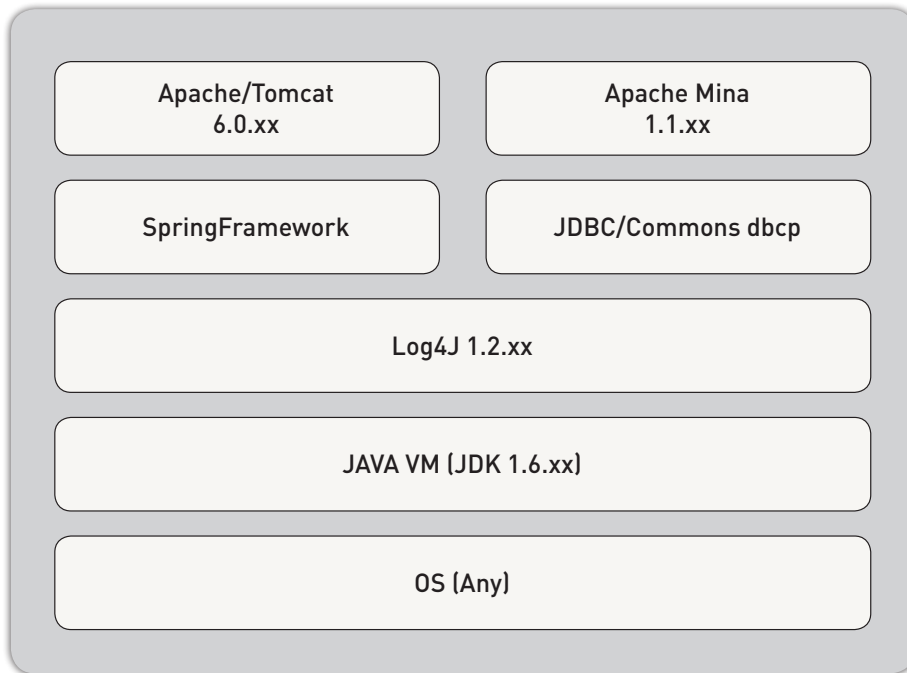 Apache/Tomcat
6.0.xx
Apache Mina
1.1.xx
SpringFramework
JDBC/Commons dbcp
Log4J 1.2.xx
JAVA VM (JDK 1.6.xx)
OS (Any)